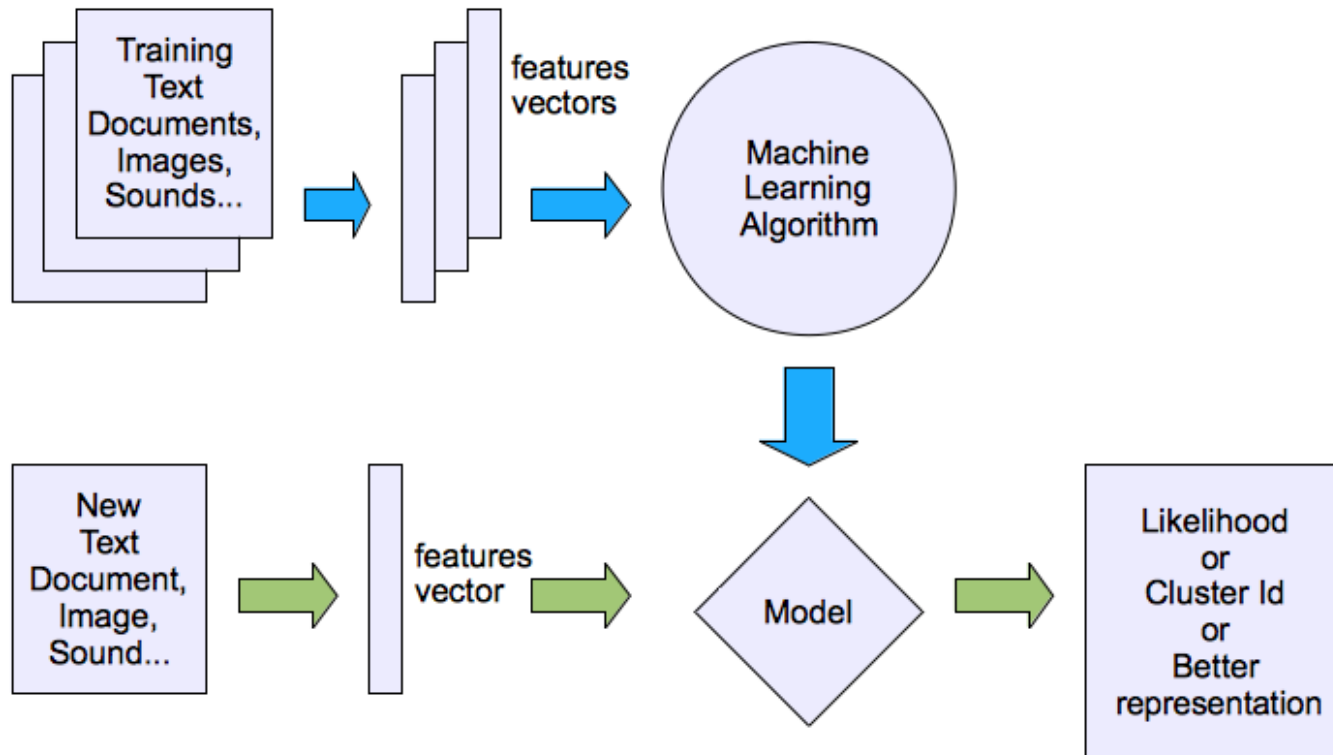 Training
Text
Documents,
Images,
Sounds...
features
vectors
Machine
Learning
Algorithm
New
Text
Document,
Image,
Sound...
features
vector
Model
Likelihood
or
Cluster Id
or
Better
representation